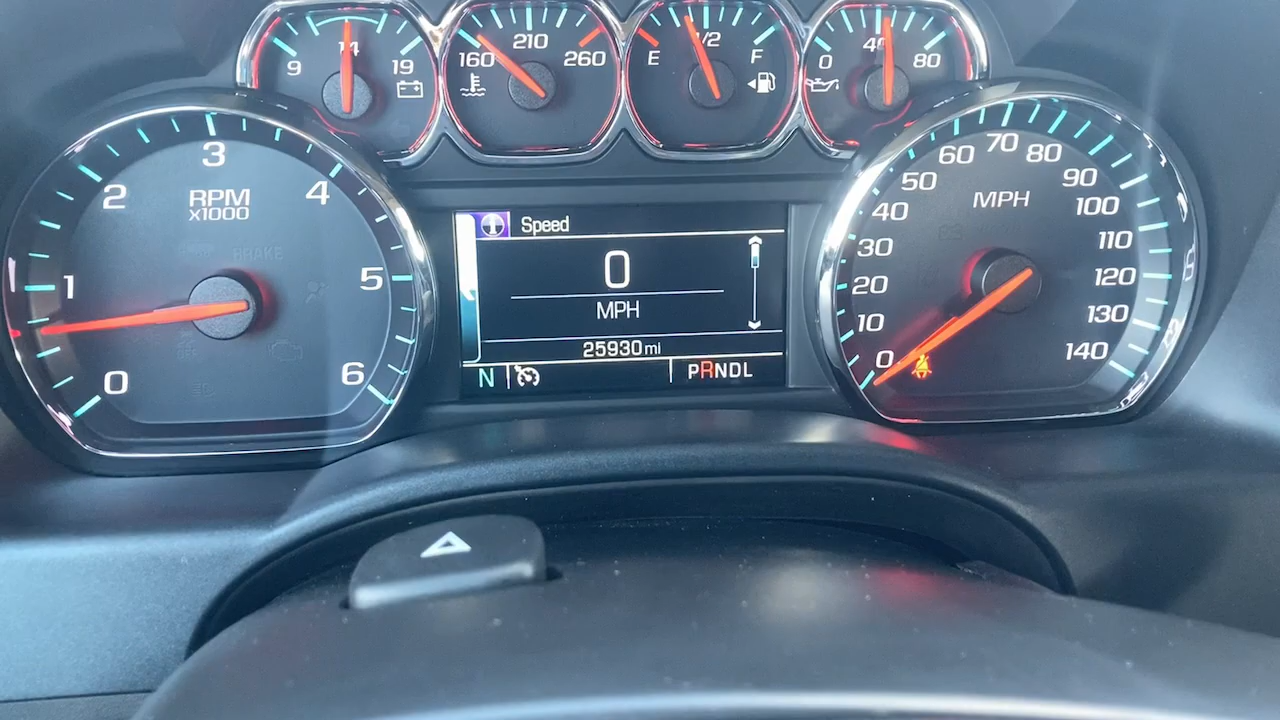 9 14 19
160 210 260
E 1/2 F
0 40 80
0 1 2 3 4 5 6
RPM
x1000
BRAKE
Speed
0
MPH
25930mi
N
PRNDL
0 10 20 30 40 50 60 70 80 90 100 110 120 130 140
MPH